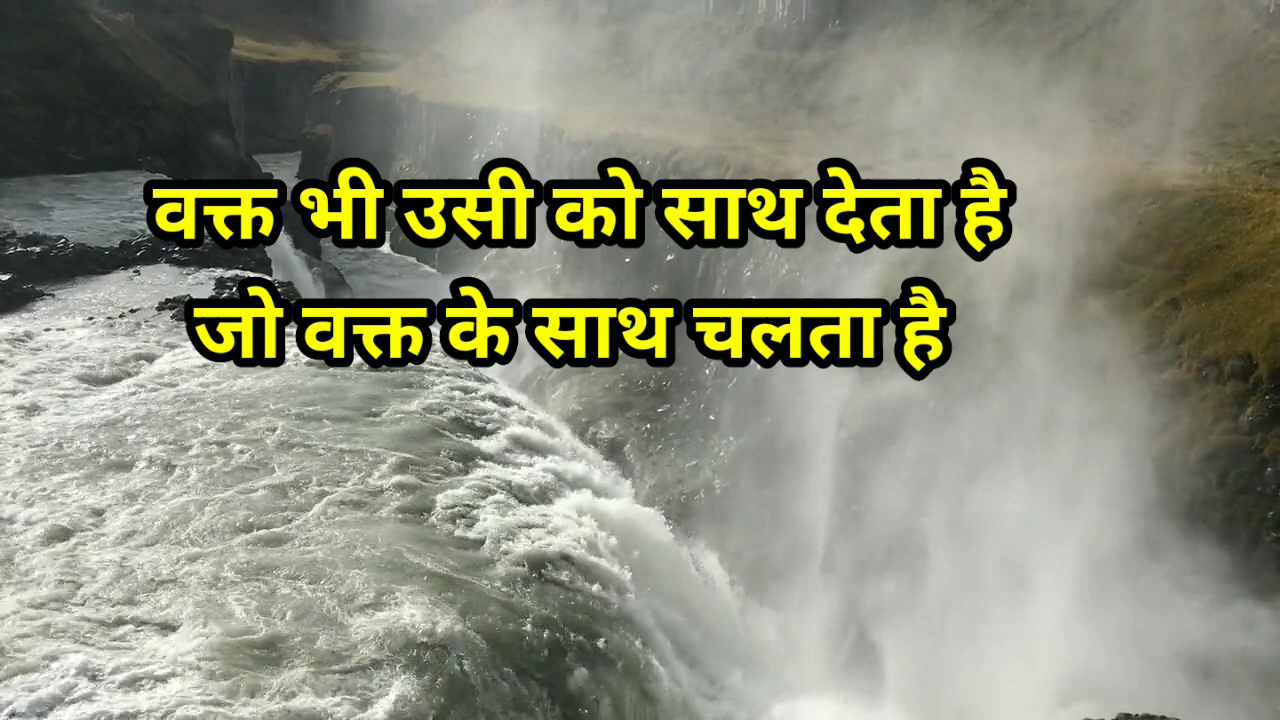 वक्त भी उसी को साथ देता है
जो वक्त के साथ चलता है